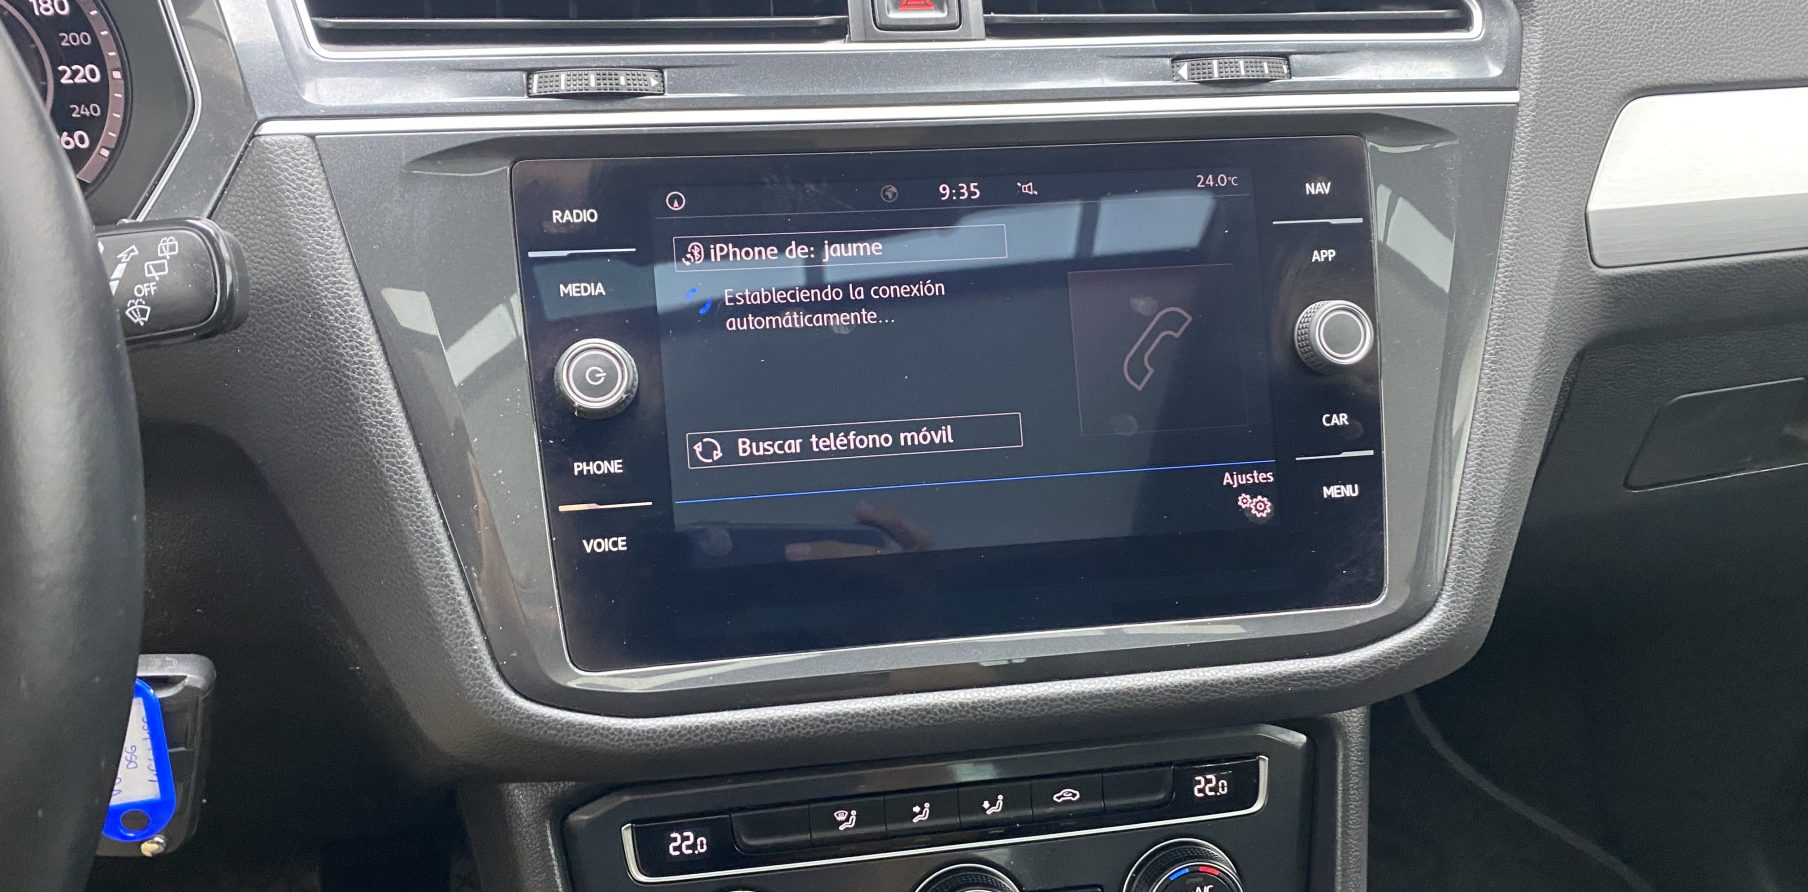 180
200
220
240
60
OFF
RADIO
MEDIA
PHONE
VOICE
9:35
24.0°C
iPhone de: jaume
Estableciendo la conexión
automáticamente...
Buscar teléfono móvil
Ajustes
NAV
APP
CAR
MENU
DSG
22.0
22.0
A/C